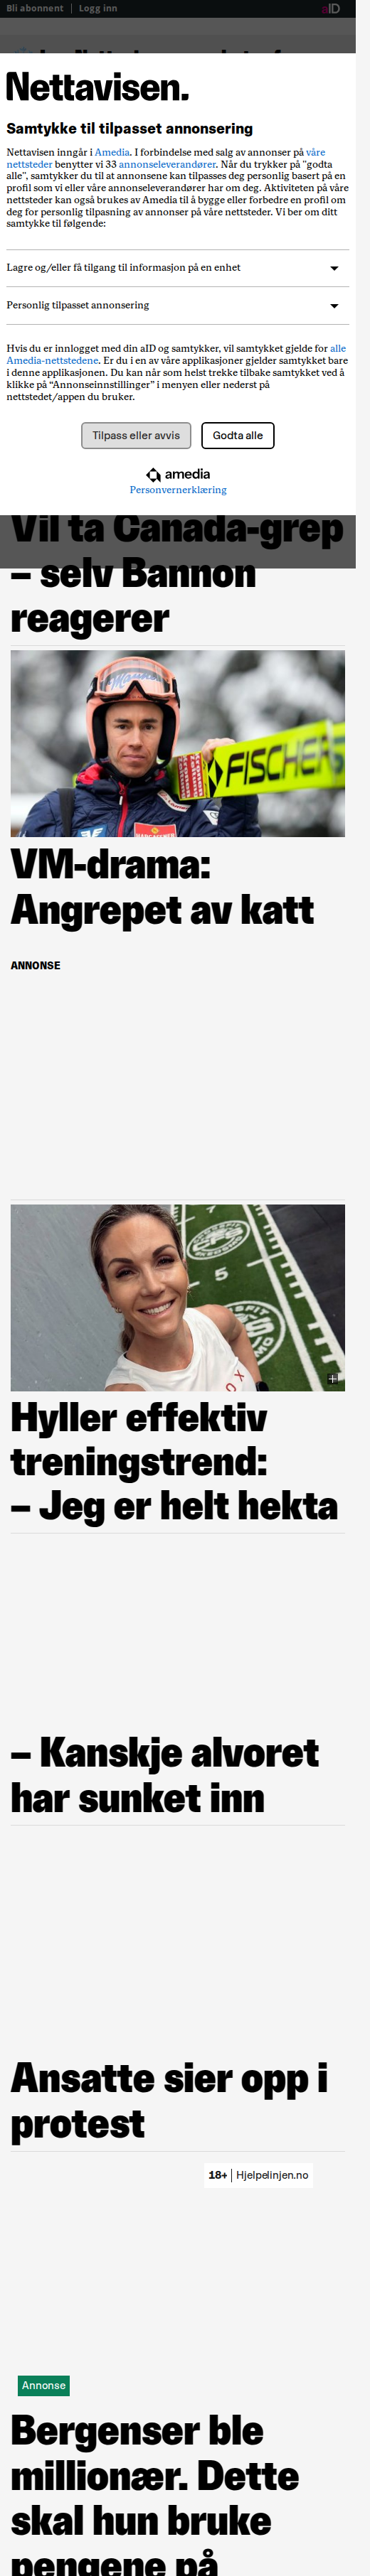 Bli abonnent | Logg inn
aID
Nettavisen.
Samtykke til tilpasset annonsering
Nettavisen inngår i Amedia. I forbindelse med salg av annonser på våre
nettsteder benytter vi 33 annonseleverandører. Når du trykker på "godta
alle", samtykker du til at annonsene kan tilpasses deg personlig basert på en
profil som vi eller våre annonseleverandører har om deg. Aktiviteten på våre
nettsteder kan også brukes av Amedia til å bygge eller forbedre en profil om
deg for personlig tilpasning av annonser på våre nettsteder. Vi ber om ditt
samtykke til følgende:
Lagre og/eller få tilgang til informasjon på en enhet
Personlig tilpasset annonsering
Hvis du er innlogget med din aID og samtykker, vil samtykket gjelde for alle
Amedia-nettstedene. Er du i en av våre applikasjoner gjelder samtykket bare
i denne applikasjonen. Du kan når som helst trekke tilbake samtykket ved å
klikke på “Annonseinnstillinger” i menyen eller nederst på
nettstedet/appen du bruker.
Tilpass eller avvis
Godta alle
amedia
Personvernerklæring
Vil ta Canada-grep
– selv Bannon
reagerer
FISCHER
VM-drama:
Angrepet av katt
ANNONSE
5
Hyller effektiv
treningstrend:
– Jeg er helt hekta
– Kanskje alvoret
har sunket inn
Ansatte sier opp i
protest
18+ | Hjelpelinjen.no
Annonse
Bergenser ble
millionær. Dette
skal hun bruke
pengene på